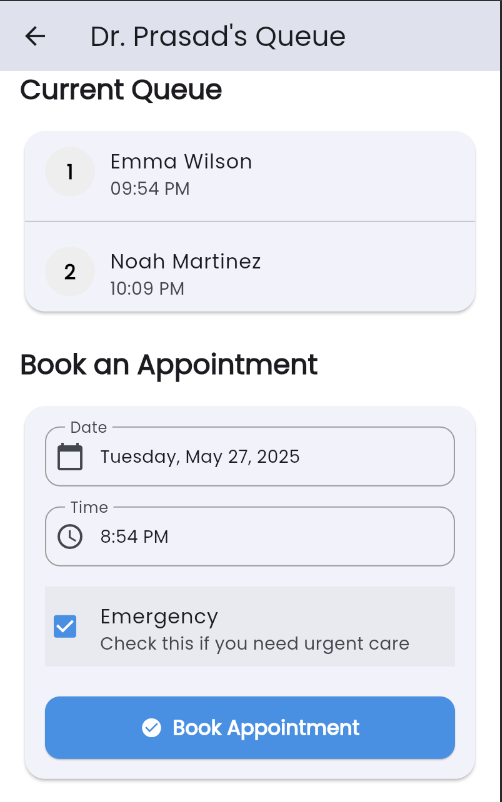 Dr. Prasad's Queue
Current Queue
1
Emma Wilson
09:54 PM
2
Noah Martinez
10:09 PM
Book an Appointment
Date
Tuesday, May 27, 2025
Time
8:54 PM
Emergency
Check this if you need urgent care
Book Appointment